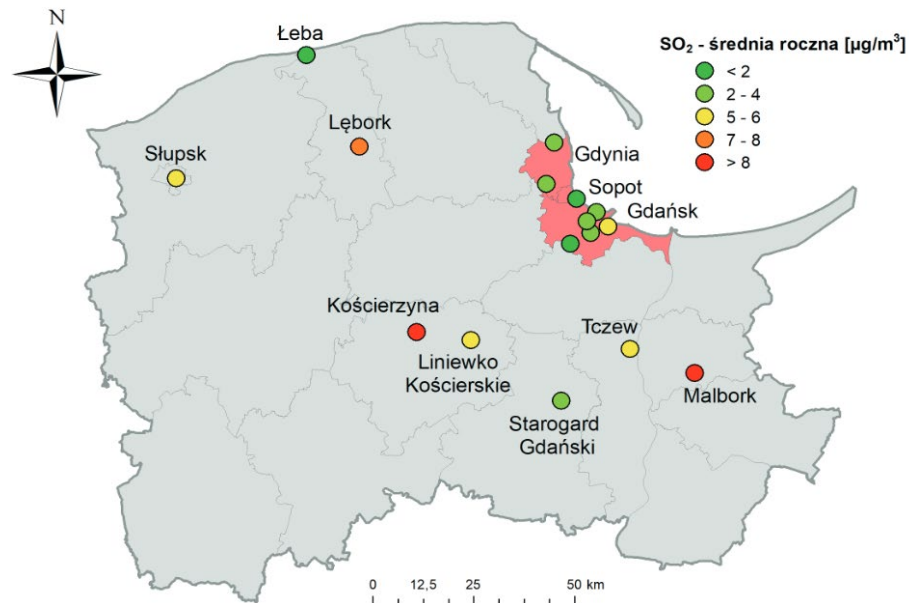 N
Łeba
SO₂ - średnia roczna [µg/m³]
< 2
2 - 4
5 - 6
7 - 8
> 8
Lębork
Słupsk
Gdynia
Sopot
Gdańsk
Kościerzyna
Liniewko
Kościerskie
Tczew
Malbork
Starogard
Gdański
0 12,5 25 50 km